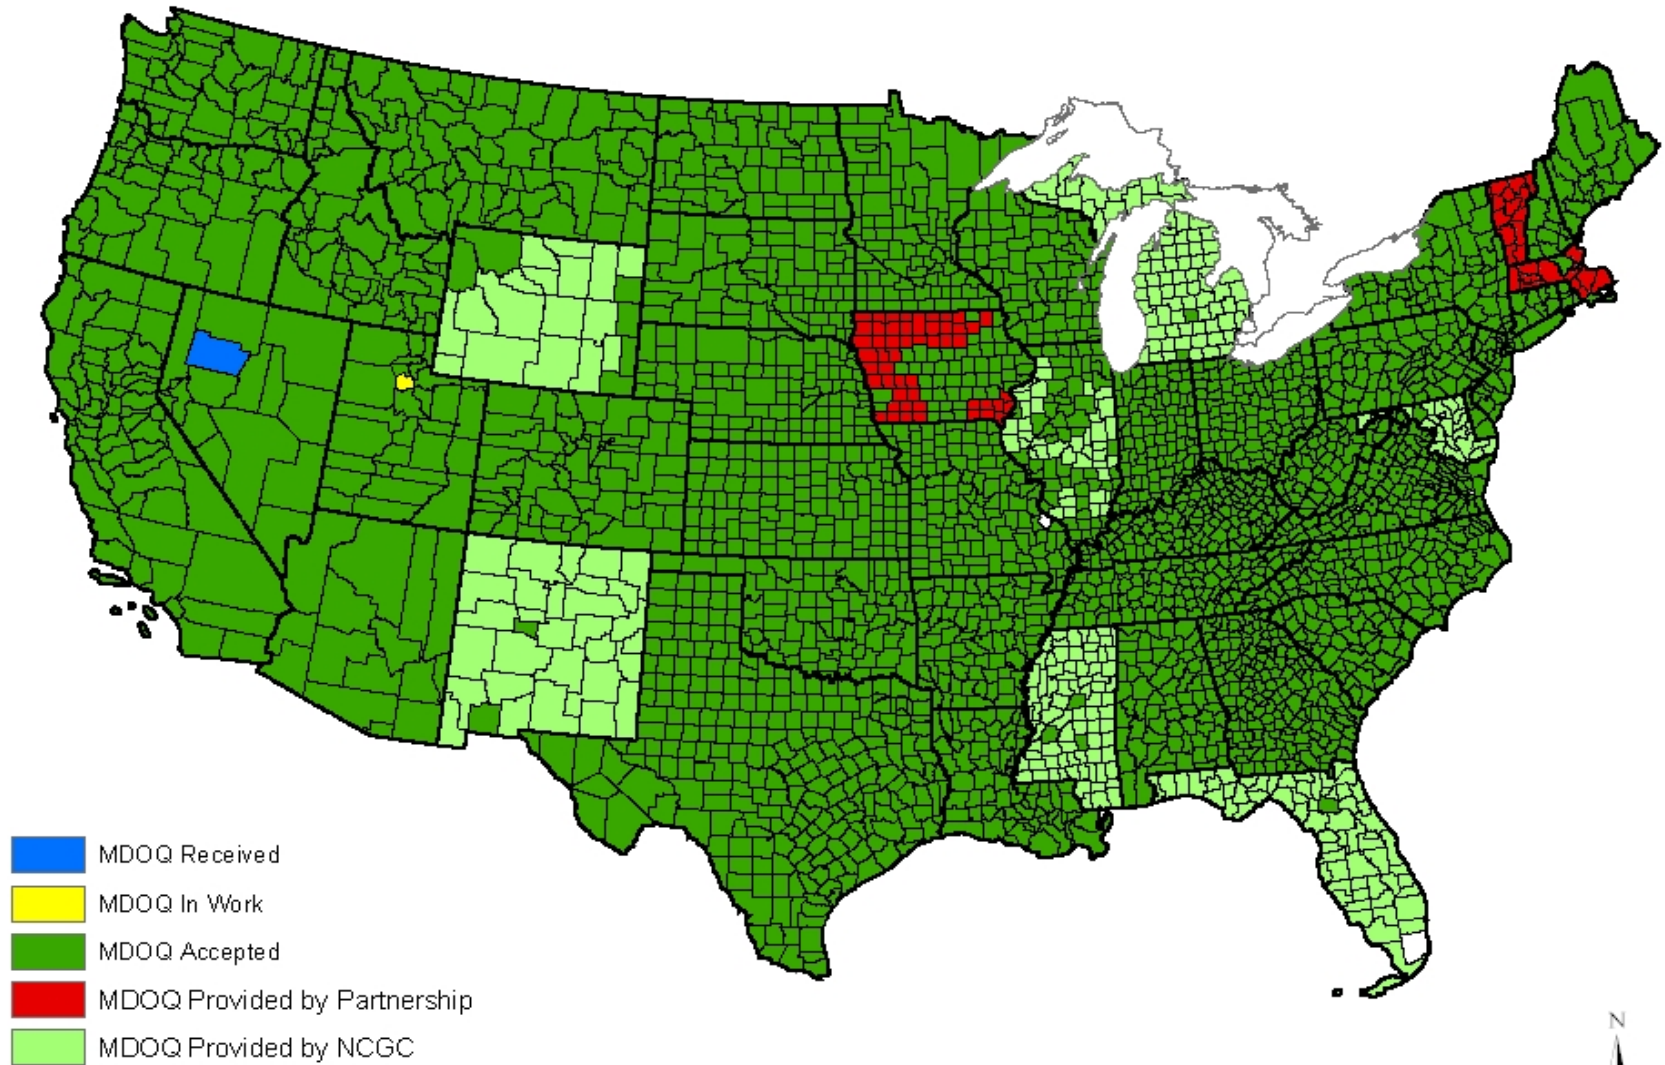 MDOQ Received
MDOQ In Work
MDOQ Accepted
MDOQ Provided by Partnership
MDOQ Provided by NCGC
N